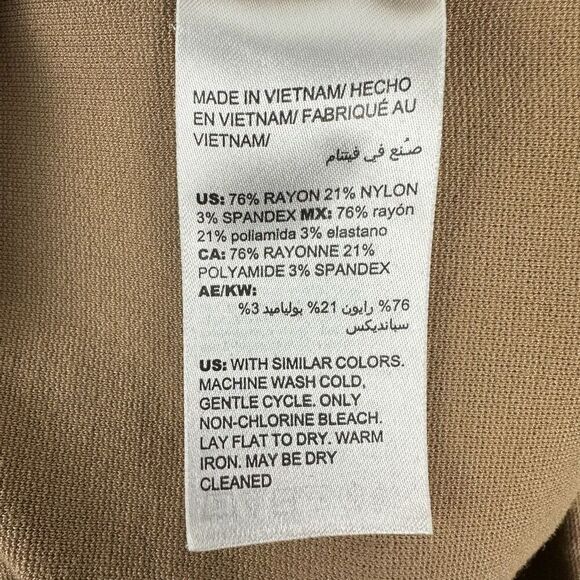 MADE IN VIETNAM/ HECHO
EN VIETNAM/ FABRIQUÉ AU
VIETNAM/
صُنع في فيتنام
US: 76% RAYON 21% NYLON
3% SPANDEX MX: 76% rayón
21% poliamida 3% elastano
CA: 76% RAYONNE 21%
POLYAMIDE 3% SPANDEX
AE/KW:
76% رايون 21% بولياميد 3%
سبانديكس
US: WITH SIMILAR COLORS.
MACHINE WASH COLD,
GENTLE CYCLE. ONLY
NON-CHLORINE BLEACH.
LAY FLAT TO DRY. WARM
IRON. MAY BE DRY
CLEANED